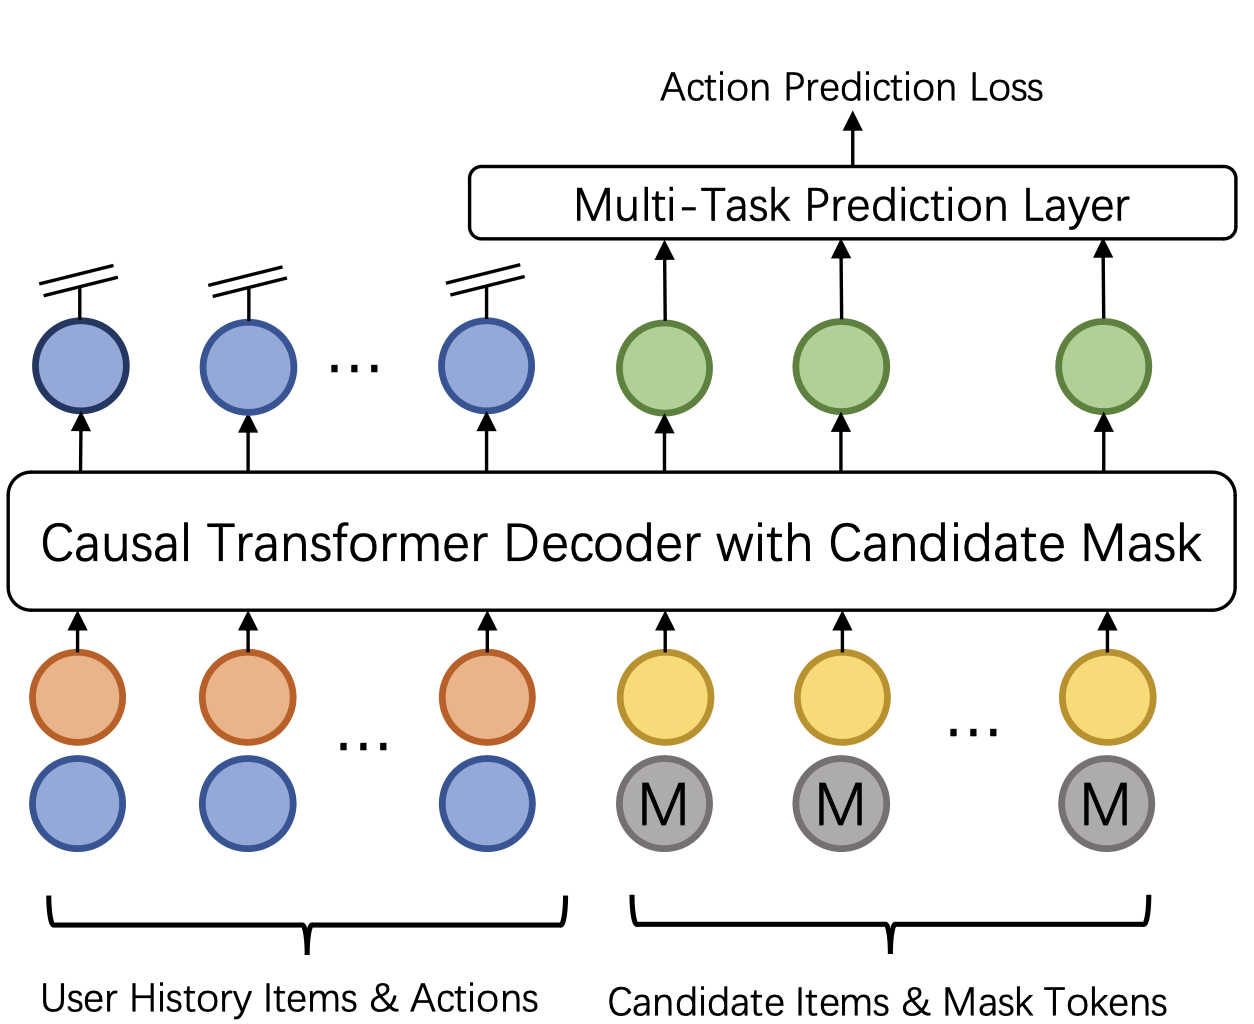 Action Prediction Loss
Multi-Task Prediction Layer
...
Causal Transformer Decoder with Candidate Mask
... ...
M M M
User History Items & Actions
Candidate Items & Mask Tokens